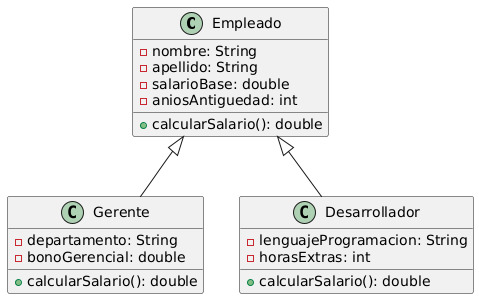 C Empleado
nombre: String
apellido: String
salarioBase: double
aniosAntiguedad: int
calcularSalario(): double
C Gerente
departamento: String
bonoGerencial: double
calcularSalario(): double
C Desarrollador
lenguajeProgramacion: String
horasExtras: int
calcularSalario(): double